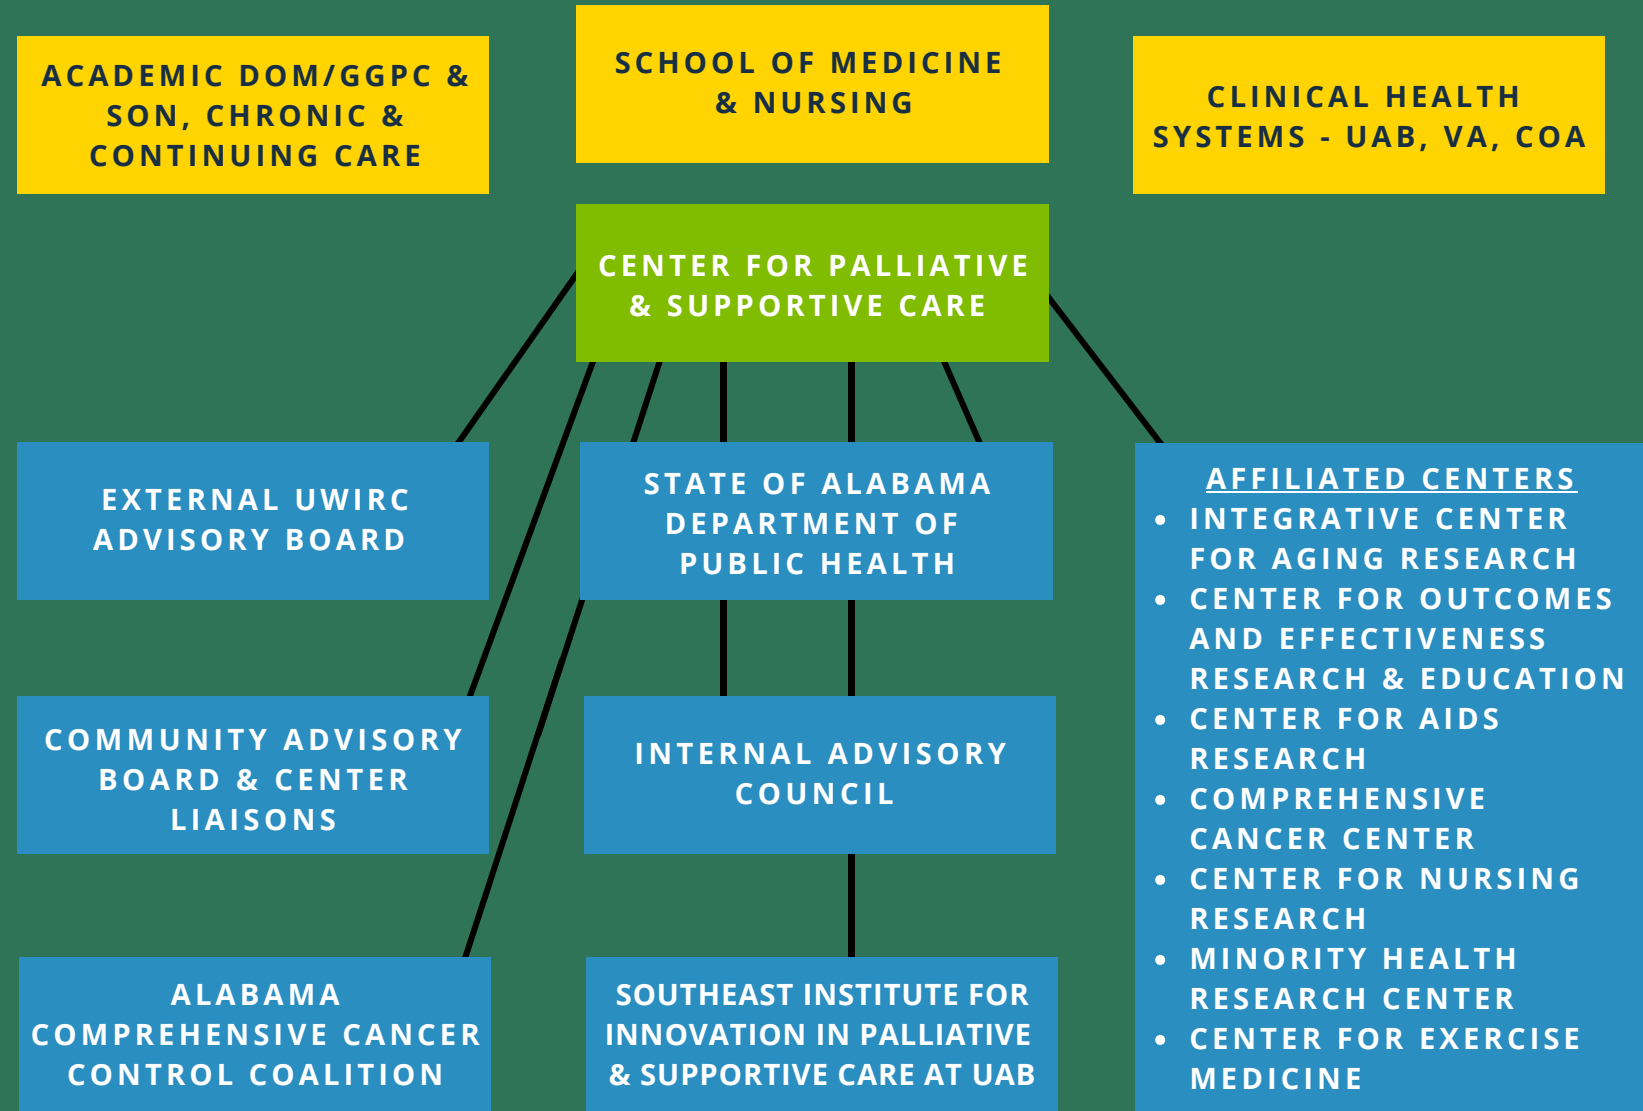 ACADEMIC DOM/GGPC &
SON, CHRONIC &
CONTINUING CARE
SCHOOL OF MEDICINE
& NURSING
CLINICAL HEALTH
SYSTEMS - UAB, VA, COA
CENTER FOR PALLIATIVE
& SUPPORTIVE CARE
EXTERNAL UWIRC
ADVISORY BOARD
STATE OF ALABAMA
DEPARTMENT OF
PUBLIC HEALTH
COMMUNITY ADVISORY
BOARD & CENTER
LIAISONS
INTERNAL ADVISORY
COUNCIL
ALABAMA
COMPREHENSIVE CANCER
CONTROL COALITION
SOUTHEAST INSTITUTE FOR
INNOVATION IN PALLIATIVE
& SUPPORTIVE CARE AT UAB
AFFILIATED CENTERS
• INTEGRATIVE CENTER
FOR AGING RESEARCH
• CENTER FOR OUTCOMES
AND EFFECTIVENESS
RESEARCH & EDUCATION
• CENTER FOR AIDS
RESEARCH
• COMPREHENSIVE
CANCER CENTER
• CENTER FOR NURSING
RESEARCH
• MINORITY HEALTH
RESEARCH CENTER
• CENTER FOR EXERCISE
MEDICINE